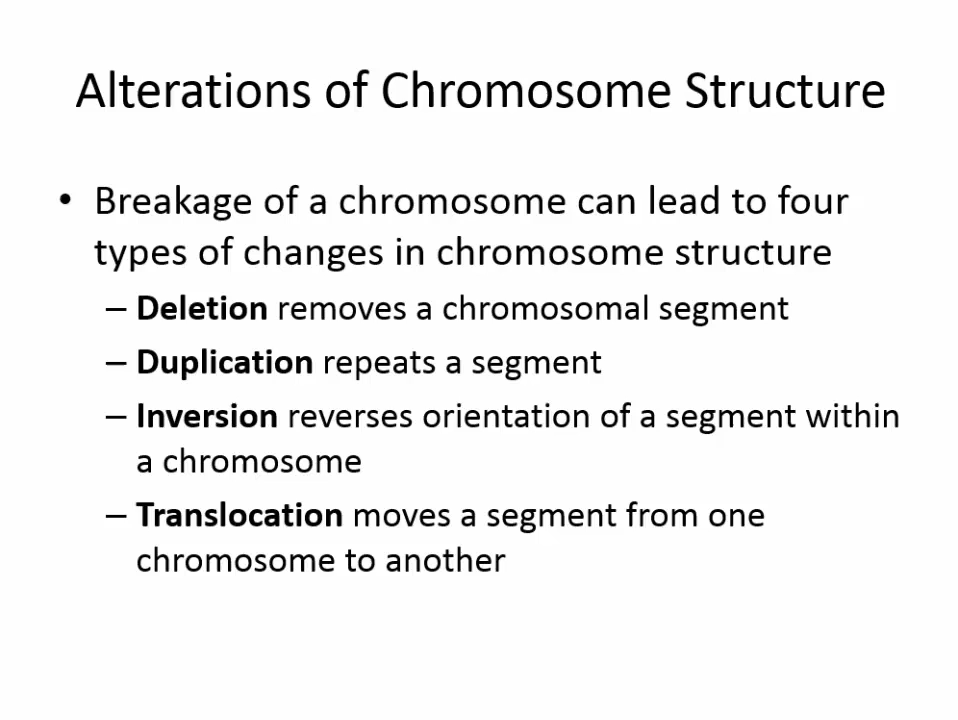 Alterations of Chromosome Structure
• Breakage of a chromosome can lead to four
types of changes in chromosome structure
– Deletion removes a chromosomal segment
– Duplication repeats a segment
– Inversion reverses orientation of a segment within
a chromosome
– Translocation moves a segment from one
chromosome to another